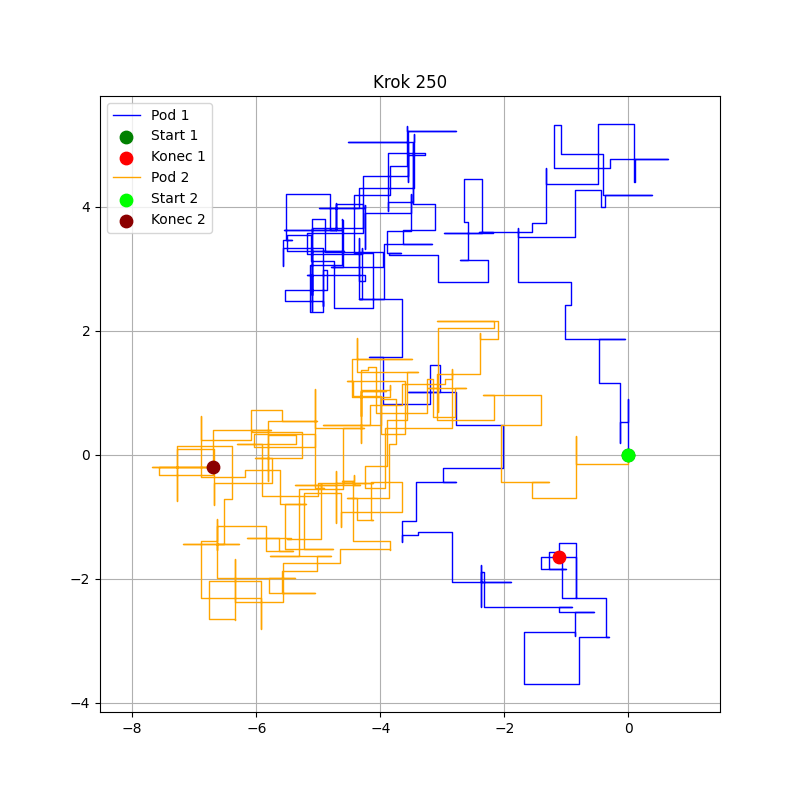 Krok 250
Pod 1
Start 1
Konec 1
Pod 2
Start 2
Konec 2
4
2
0
−2
−4
−8 −6 −4 −2 0